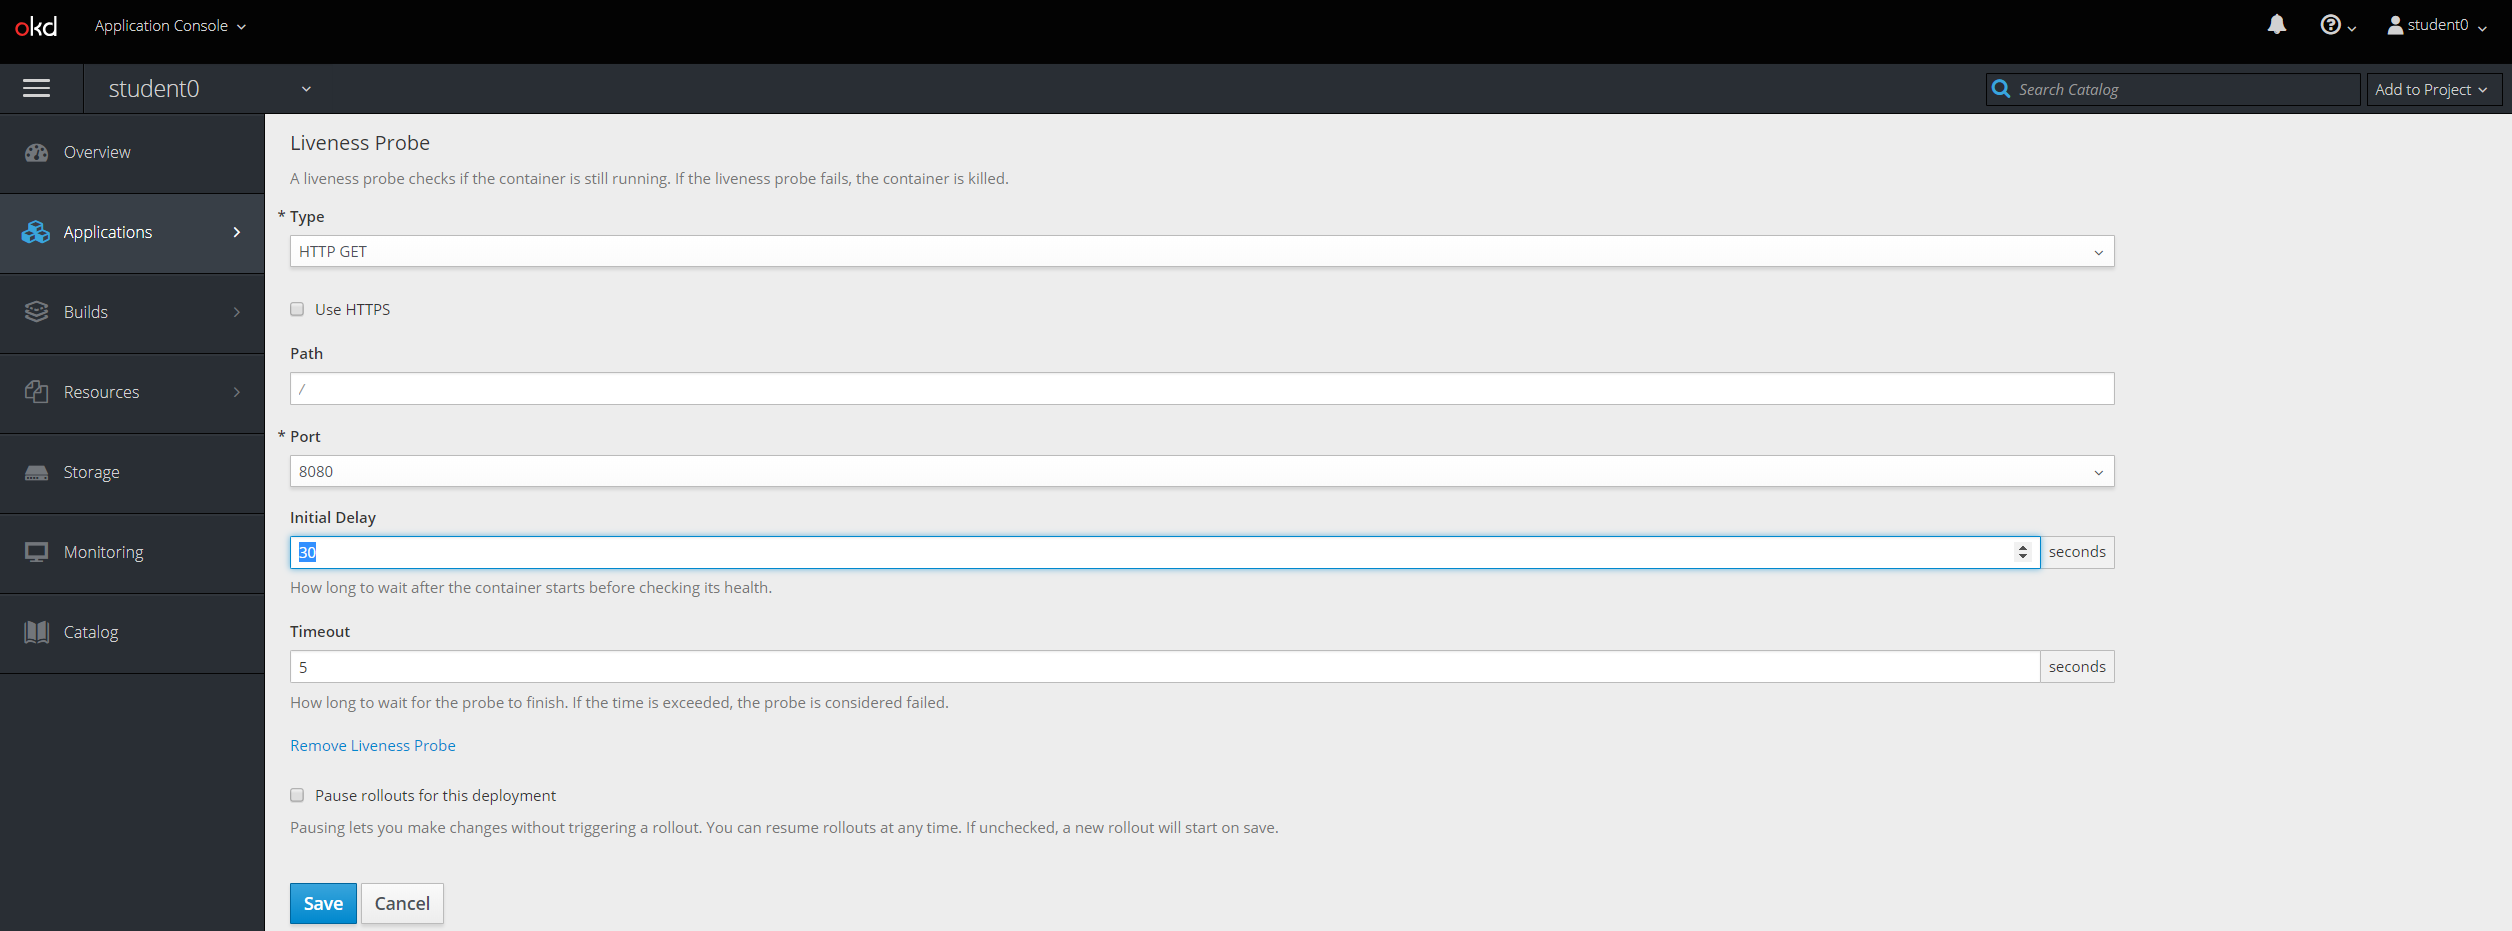 okd Application Console student0
student0 Search Catalog Add to Project
Overview
Applications
Builds
Resources
Storage
Monitoring
Catalog
Liveness Probe
A liveness probe checks if the container is still running. If the liveness probe fails, the container is killed.
* Type
HTTP GET
Use HTTPS
Path
/
* Port
8080
Initial Delay
30 seconds
How long to wait after the container starts before checking its health.
Timeout
5 seconds
How long to wait for the probe to finish. If the time is exceeded, the probe is considered failed.
Remove Liveness Probe
Pause rollouts for this deployment
Pausing lets you make changes without triggering a rollout. You can resume rollouts at any time. If unchecked, a new rollout will start on save.
Save Cancel